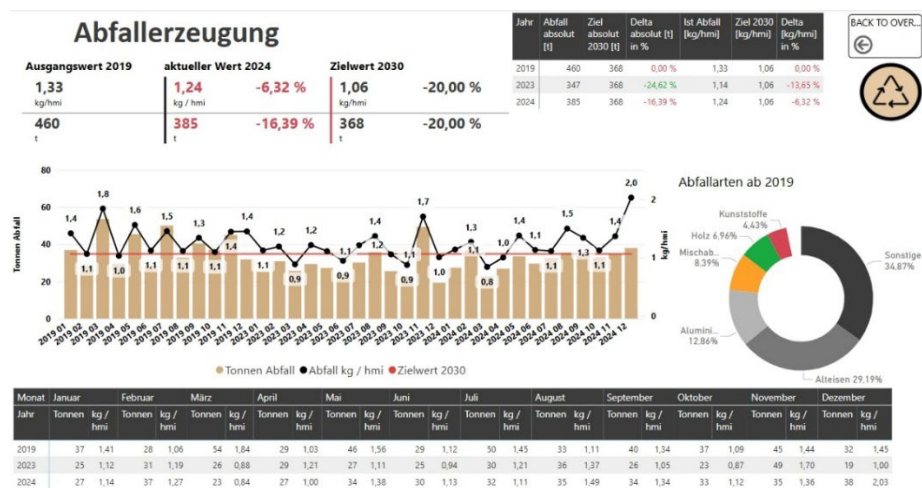 Abfallerzeugung
Ausgangswert 2019 aktueller Wert 2024 Zielwert 2030
1,33 1,24 -6,32 % 1,06 -20,00 %
kg/hmi kg / hmi kg/hmi
460 385 -16,39 % 368 -20,00 %
t t t
Jahr Abfall absolut [t] Ziel absolut 2030 [t] Delta absolut [t] in % Ist Abfall [kg/hmi] Ziel 2030 [kg/hmi] Delta [kg/hmi] in %
2019 460 368 0,00 % 1,33 1,06 0,00 %
2023 347 368 -24,62 % 1,14 1,06 -13,65 %
2024 385 368 -16,39 % 1,24 1,06 -6,32 %
BACK TO OVER...
80
60
40
20
0
Tonnen Abfall
1,4 1,1 1,8 1,0 1,6 1,1 1,5 1,1 1,3 1,1 1,4 1,4 1,1 1,2 0,9 1,2 1,1 0,9 1,2 1,4 1,1 0,9 1,7 1,0 1,1 1,3 0,8 1,0 1,4 1,1 1,1 1,5 1,3 1,1 1,4 2,0
2
1
0
kg/hmi
2019 01 2019 02 2019 03 2019 04 2019 05 2019 06 2019 07 2019 08 2019 09 2019 10 2019 11 2019 12 2023 01 2023 02 2023 03 2023 04 2023 05 2023 06 2023 07 2023 08 2023 09 2023 10 2023 11 2023 12 2024 01 2024 02 2024 03 2024 04 2024 05 2024 06 2024 07 2024 08 2024 09 2024 10 2024 11 2024 12
Tonnen Abfall Abfall kg / hmi Zielwert 2030
Abfallarten ab 2019
Kunststoffe
4,43%
Holz 6,96%
Mischab...
8,39%
Alumini...
12,86%
Sonstige
34,87%
Alteisen 29,19%
Monat Januar Februar März April Mai Juni Juli August September Oktober November Dezember
Jahr Tonnen kg / hmi Tonnen kg / hmi Tonnen kg / hmi Tonnen kg / hmi Tonnen kg / hmi Tonnen kg / hmi Tonnen kg / hmi Tonnen kg / hmi Tonnen kg / hmi Tonnen kg / hmi Tonnen kg / hmi Tonnen kg / hmi
2019 37 1,41 28 1,06 54 1,84 29 1,03 46 1,56 29 1,12 50 1,45 33 1,11 40 1,34 37 1,09 45 1,44 32 1,45
2023 25 1,12 31 1,19 26 0,88 29 1,21 27 1,11 25 0,94 30 1,21 36 1,37 26 1,05 23 0,87 49 1,70 19 1,00
2024 27 1,14 37 1,27 23 0,84 27 1,00 34 1,38 30 1,13 32 1,11 35 1,49 34 1,34 33 1,12 35 1,36 38 2,03